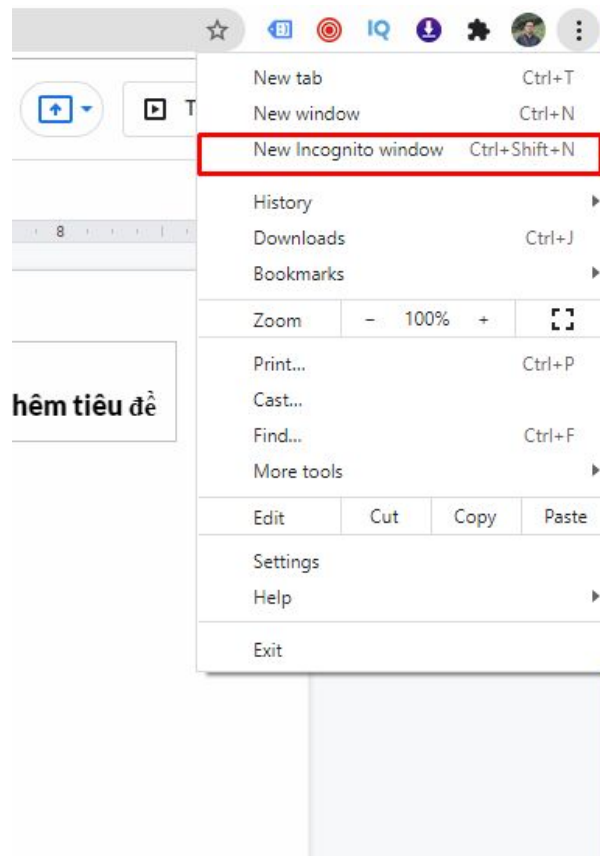 IQ
T
New tab Ctrl+T
New window Ctrl+N
New Incognito window Ctrl+Shift+N
History
8
Downloads Ctrl+J
Bookmarks
Zoom − 100% +
Print... Ctrl+P
Cast...
hêm tiêu đề
Find... Ctrl+F
More tools
Edit Cut Copy Paste
Settings
Help
Exit